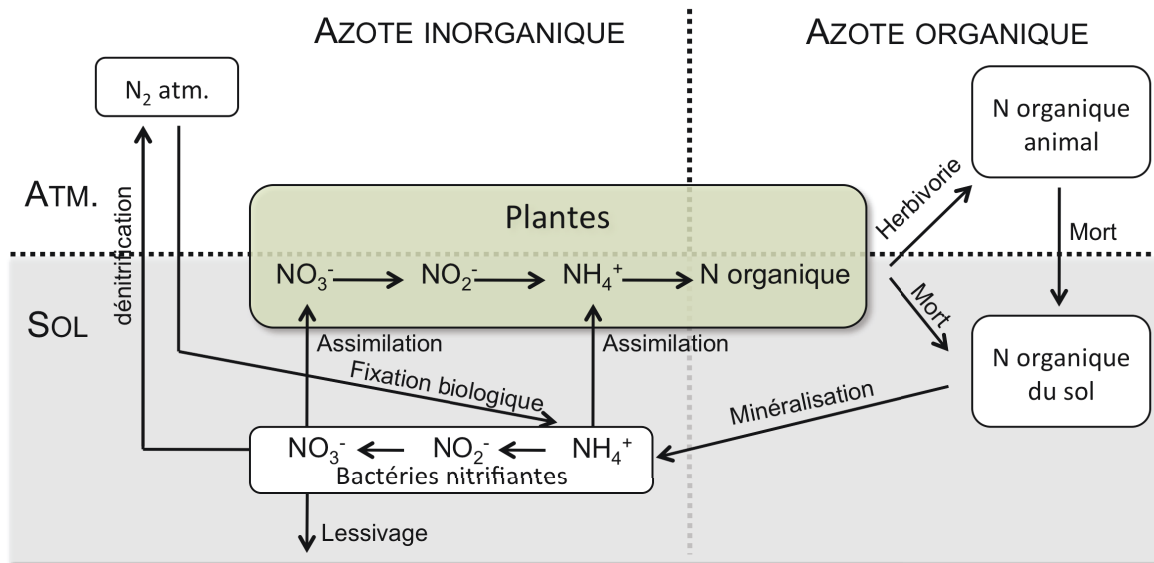 AZOTE INORGANIQUE
AZOTE ORGANIQUE
N₂ atm.
N organique
animal
ATM.
dénitrification
Herbivorie
Plantes
Mort
NO₃⁻ NO₂⁻ NH₄⁺ N organique
Mort
SOL
Assimilation
Assimilation
N organique
du sol
Fixation biologique
Minéralisation
NO₃⁻ NO₂⁻ NH₄⁺
Bactéries nitrifiantes
Lessivage